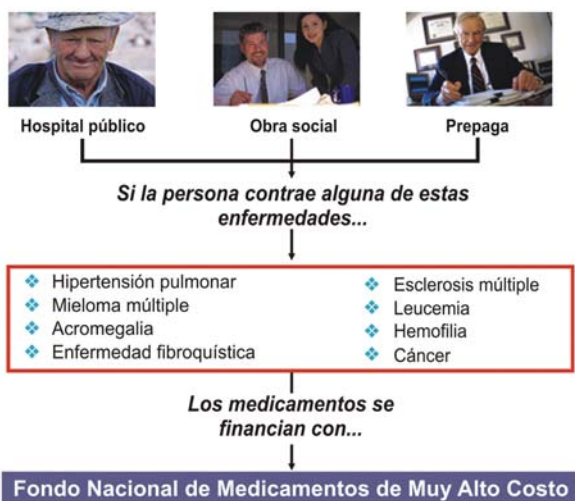 Hospital público
Obra social
Prepaga
Si la persona contrae alguna de estas
enfermedades...
Hipertensión pulmonar
Mieloma múltiple
Acromegalia
Enfermedad fibroquística
Esclerosis múltiple
Leucemia
Hemofilia
Cáncer
Los medicamentos se
financian con...
Fondo Nacional de Medicamentos de Muy Alto Costo